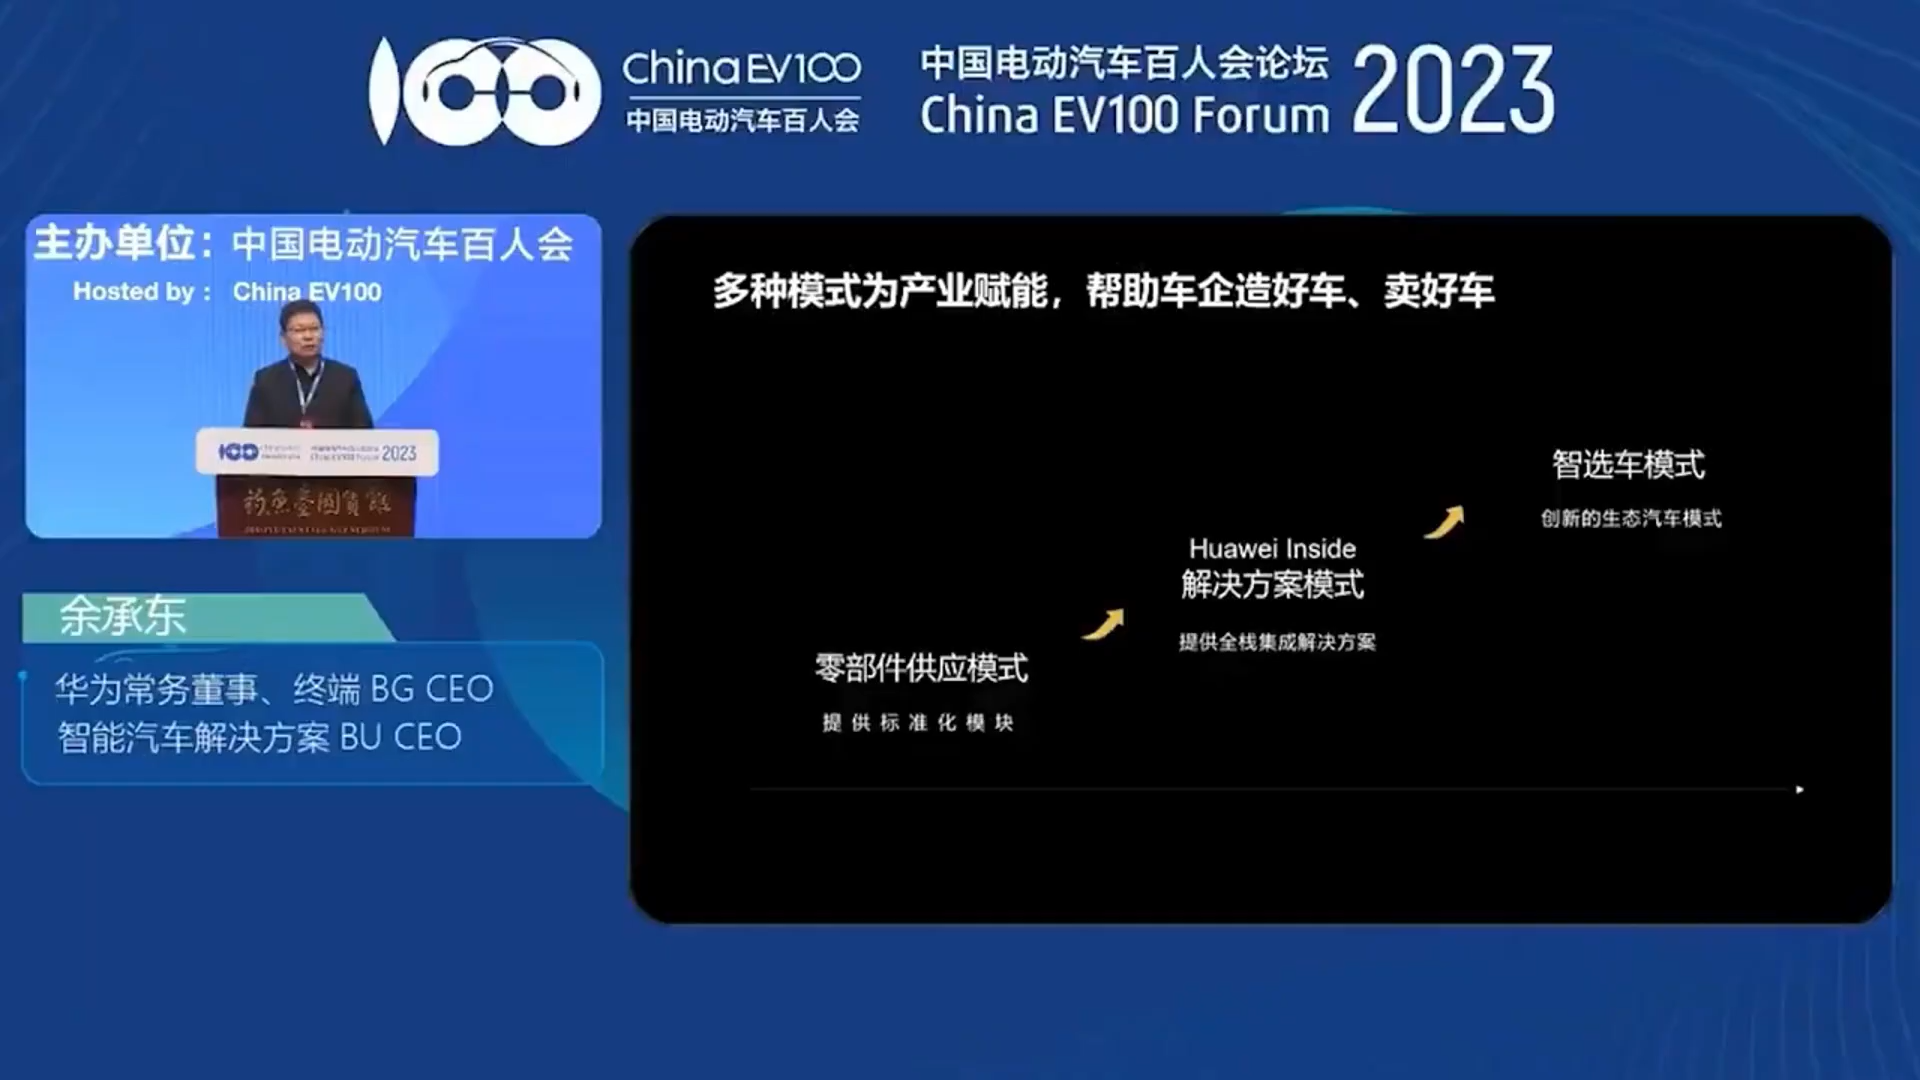 100
China EV100
中国电动汽车百人会
中国电动汽车百人会论坛
China EV100 Forum
2023
主办单位：中国电动汽车百人会
Hosted by： China EV100
100
2023
余承东
华为常务董事、终端 BG CEO
智能汽车解决方案 BU CEO
多种模式为产业赋能，帮助车企造好车、卖好车
智选车模式
创新的生态汽车模式
Huawei Inside
解决方案模式
提供全栈集成解决方案
零部件供应模式
提供标准化模块